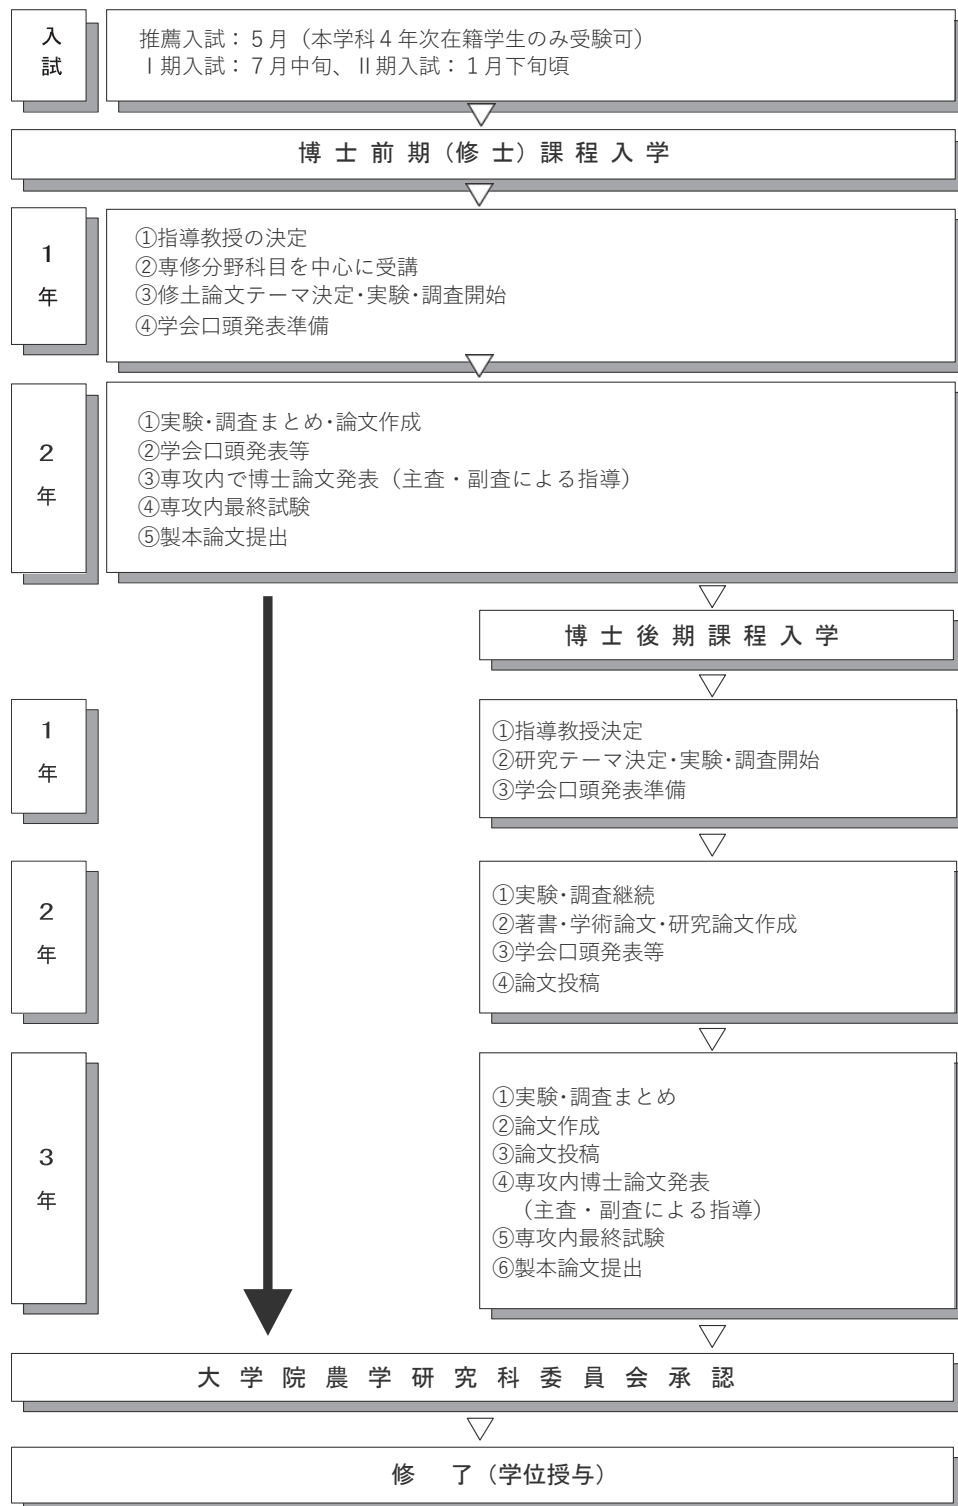 入
試
推薦入試：５月（本学科４年次在籍学生のみ受験可）
Ⅰ期入試：７月中旬、Ⅱ期入試：１月下旬頃
博士前期（修士）課程入学
1
年
①指導教授の決定
②専修分野科目を中心に受講
③修士論文テーマ決定･実験･調査開始
④学会口頭発表準備
2
年
①実験･調査まとめ･論文作成
②学会口頭発表等
③専攻内で博士論文発表（主査・副査による指導）
④専攻内最終試験
⑤製本論文提出
博士後期課程入学
1
年
①指導教授決定
②研究テーマ決定･実験･調査開始
③学会口頭発表準備
2
年
①実験･調査継続
②著書･学術論文･研究論文作成
③学会口頭発表等
④論文投稿
3
年
①実験･調査まとめ
②論文作成
③論文投稿
④専攻内博士論文発表
（主査・副査による指導）
⑤専攻内最終試験
⑥製本論文提出
大学院農学研究科委員会承認
修　了（学位授与）